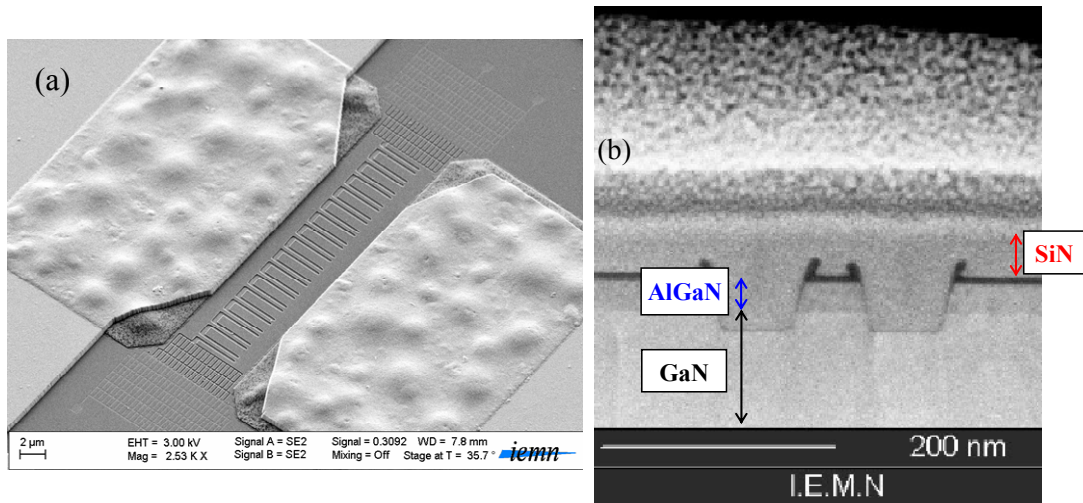 (a)
2 µm
EHT = 3.00 kV Signal A = SE2 Signal = 0.3092 WD = 7.8 mm
Mag = 2.53 K X Signal B = SE2 Mixing = Off Stage at T = 35.7 °
iemn
(b)
SiN
AlGaN
GaN
200 nm
I.E.M.N